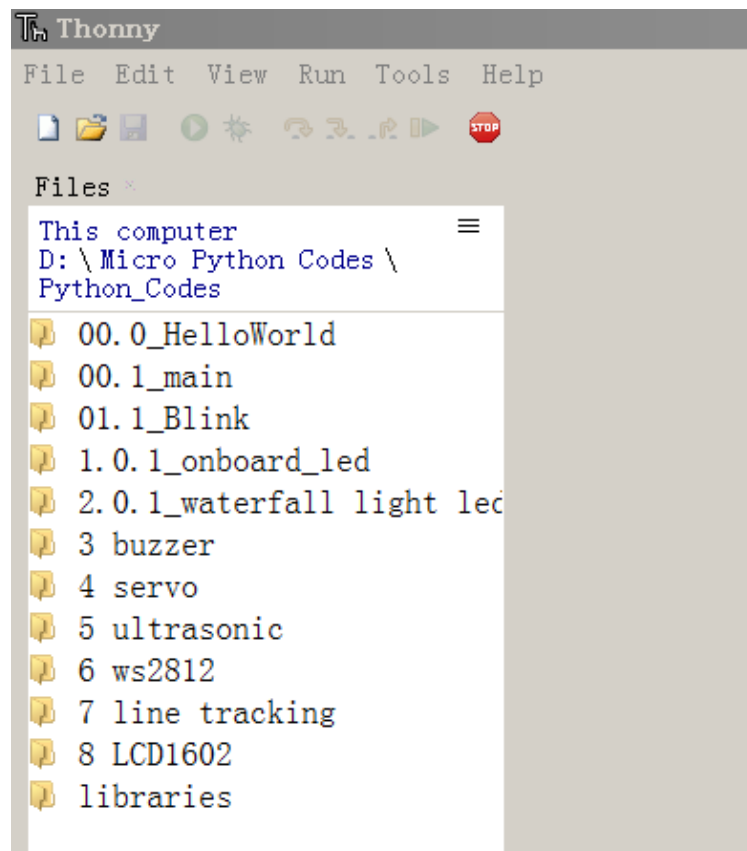 Thonny
File Edit View Run Tools Help
STOP
Files
This computer
D: \ Micro Python Codes \
Python_Codes
00.0_HelloWorld
00.1_main
01.1_Blink
1.0.1_onboard_led
2.0.1_waterfall light led
3 buzzer
4 servo
5 ultrasonic
6 ws2812
7 line tracking
8 LCD1602
libraries